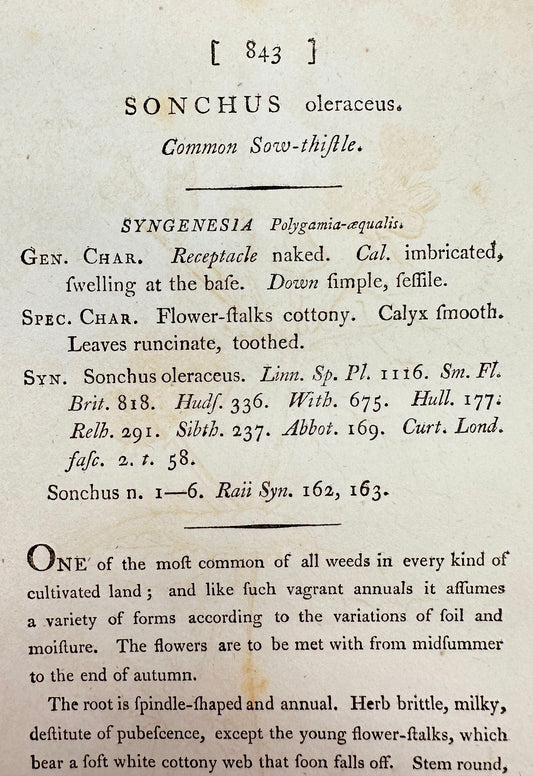 [ 843 ]
SONCHUS oleraceus.
Common Sow-thiſtle.
SYNGENESIA Polygamia-æqualis.
GEN. CHAR. Receptacle naked. Cal. imbricated,
ſwelling at the baſe. Down ſimple, ſeſſile.
SPEC. CHAR. Flower-ſtalks cottony. Calyx ſmooth.
Leaves runcinate, toothed.
SYN. Sonchus oleraceus. Linn. Sp. Pl. 1116. Sm. Fl.
Brit. 818. Hudſ. 336. With. 675. Hull. 177.
Relh. 291. Sibth. 237. Abbot. 169. Curt. Lond.
faſc. 2. t. 58.
Sonchus n. 1—6. Raii Syn. 162, 163.
ONE of the moſt common of all weeds in every kind of
cultivated land; and like ſuch vagrant annuals it aſſumes
a variety of forms according to the variations of ſoil and
moiſture. The flowers are to be met with from midſummer
to the end of autumn.
The root is ſpindle-ſhaped and annual. Herb brittle, milky,
deſtitute of pubeſcence, except the young flower-ſtalks, which
bear a ſoft white cottony web that ſoon falls off. Stem round,